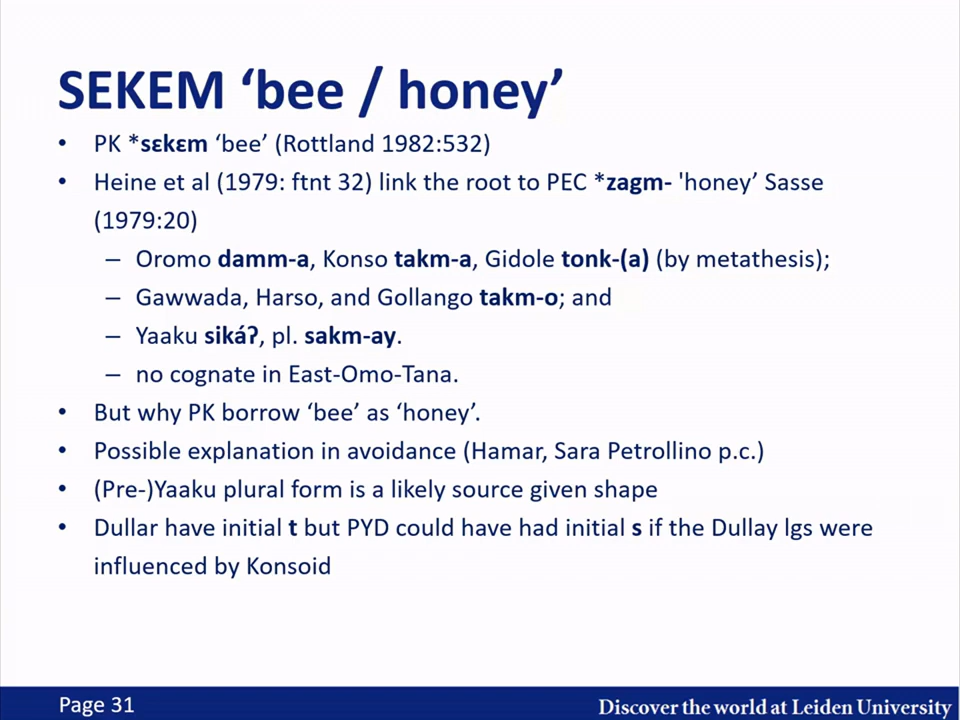 SEKEM ‘bee / honey’
• PK *sɛkɛm ‘bee’ (Rottland 1982:532)
• Heine et al (1979: ftnt 32) link the root to PEC *zagm- 'honey’ Sasse
(1979:20)
– Oromo damm-a, Konso takm-a, Gidole tonk-(a) (by metathesis);
– Gawwada, Harso, and Gollango takm-o; and
– Yaaku sikáʔ, pl. sakm-ay.
– no cognate in East-Omo-Tana.
• But why PK borrow ‘bee’ as ‘honey’.
• Possible explanation in avoidance (Hamar, Sara Petrollino p.c.)
• (Pre-)Yaaku plural form is a likely source given shape
• Dullar have initial t but PYD could have had initial s if the Dullay lgs were
influenced by Konsoid
Page 31
Discover the world at Leiden University